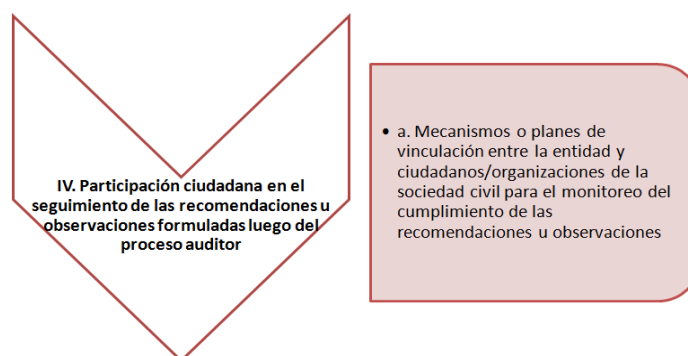 IV. Participación ciudadana en el
seguimiento de las recomendaciones u
observaciones formuladas luego del
proceso auditor
• a. Mecanismos o planes de
vinculación entre la entidad y
ciudadanos/organizaciones de la
sociedad civil para el monitoreo del
cumplimiento de las
recomendaciones u observaciones